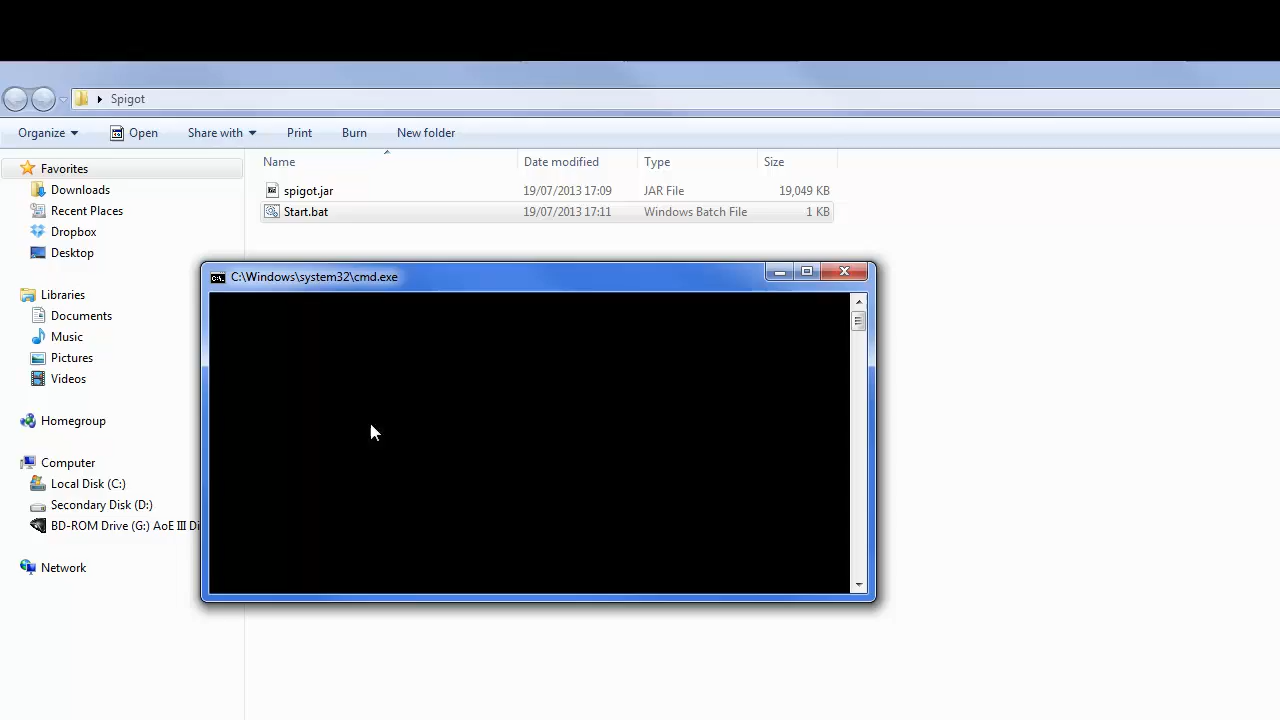 Spigot
Organize Open Share with Print Burn New folder
Name Date modified Type Size
spigot.jar 19/07/2013 17:09 JAR File 19,049 KB
Start.bat 19/07/2013 17:11 Windows Batch File 1 KB
Favorites
Downloads
Recent Places
Dropbox
Desktop
Libraries
Documents
Music
Pictures
Videos
Homegroup
Computer
Local Disk (C:)
Secondary Disk (D:)
BD-ROM Drive (G:) AoE III Di
Network
C:\Windows\system32\cmd.exe